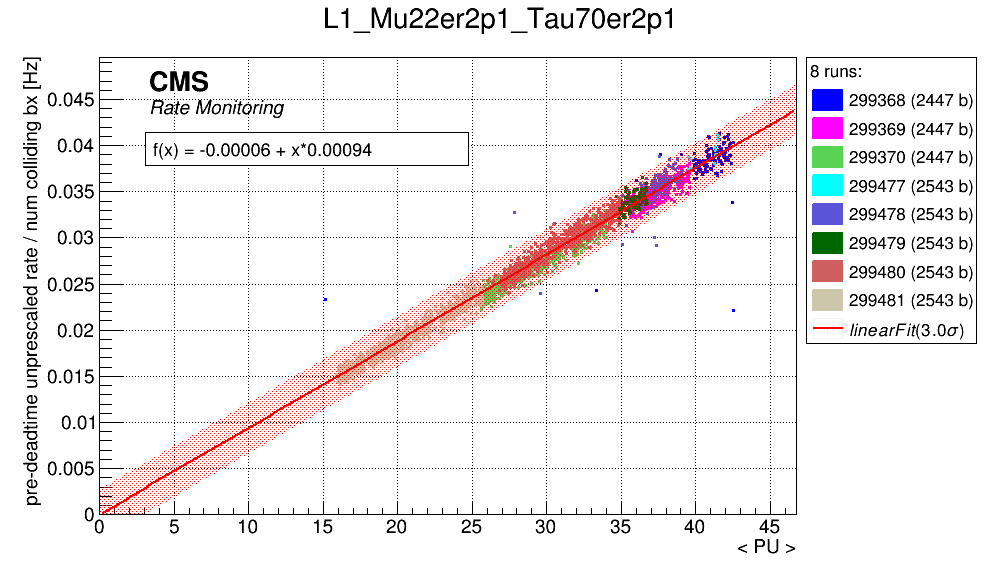 L1_Mu22er2p1_Tau70er2p1
pre-deadtime unprescaled rate / num colliding bx [Hz]
CMS
Rate Monitoring
f(x) = -0.00006 + x*0.00094
0.045
0.04
0.035
0.03
0.025
0.02
0.015
0.01
0.005
0
0 5 10 15 20 25 30 35 40 45
< PU >
8 runs:
299368 (2447 b)
299369 (2447 b)
299370 (2447 b)
299477 (2543 b)
299478 (2543 b)
299479 (2543 b)
299480 (2543 b)
299481 (2543 b)
linearFit(3.0σ)